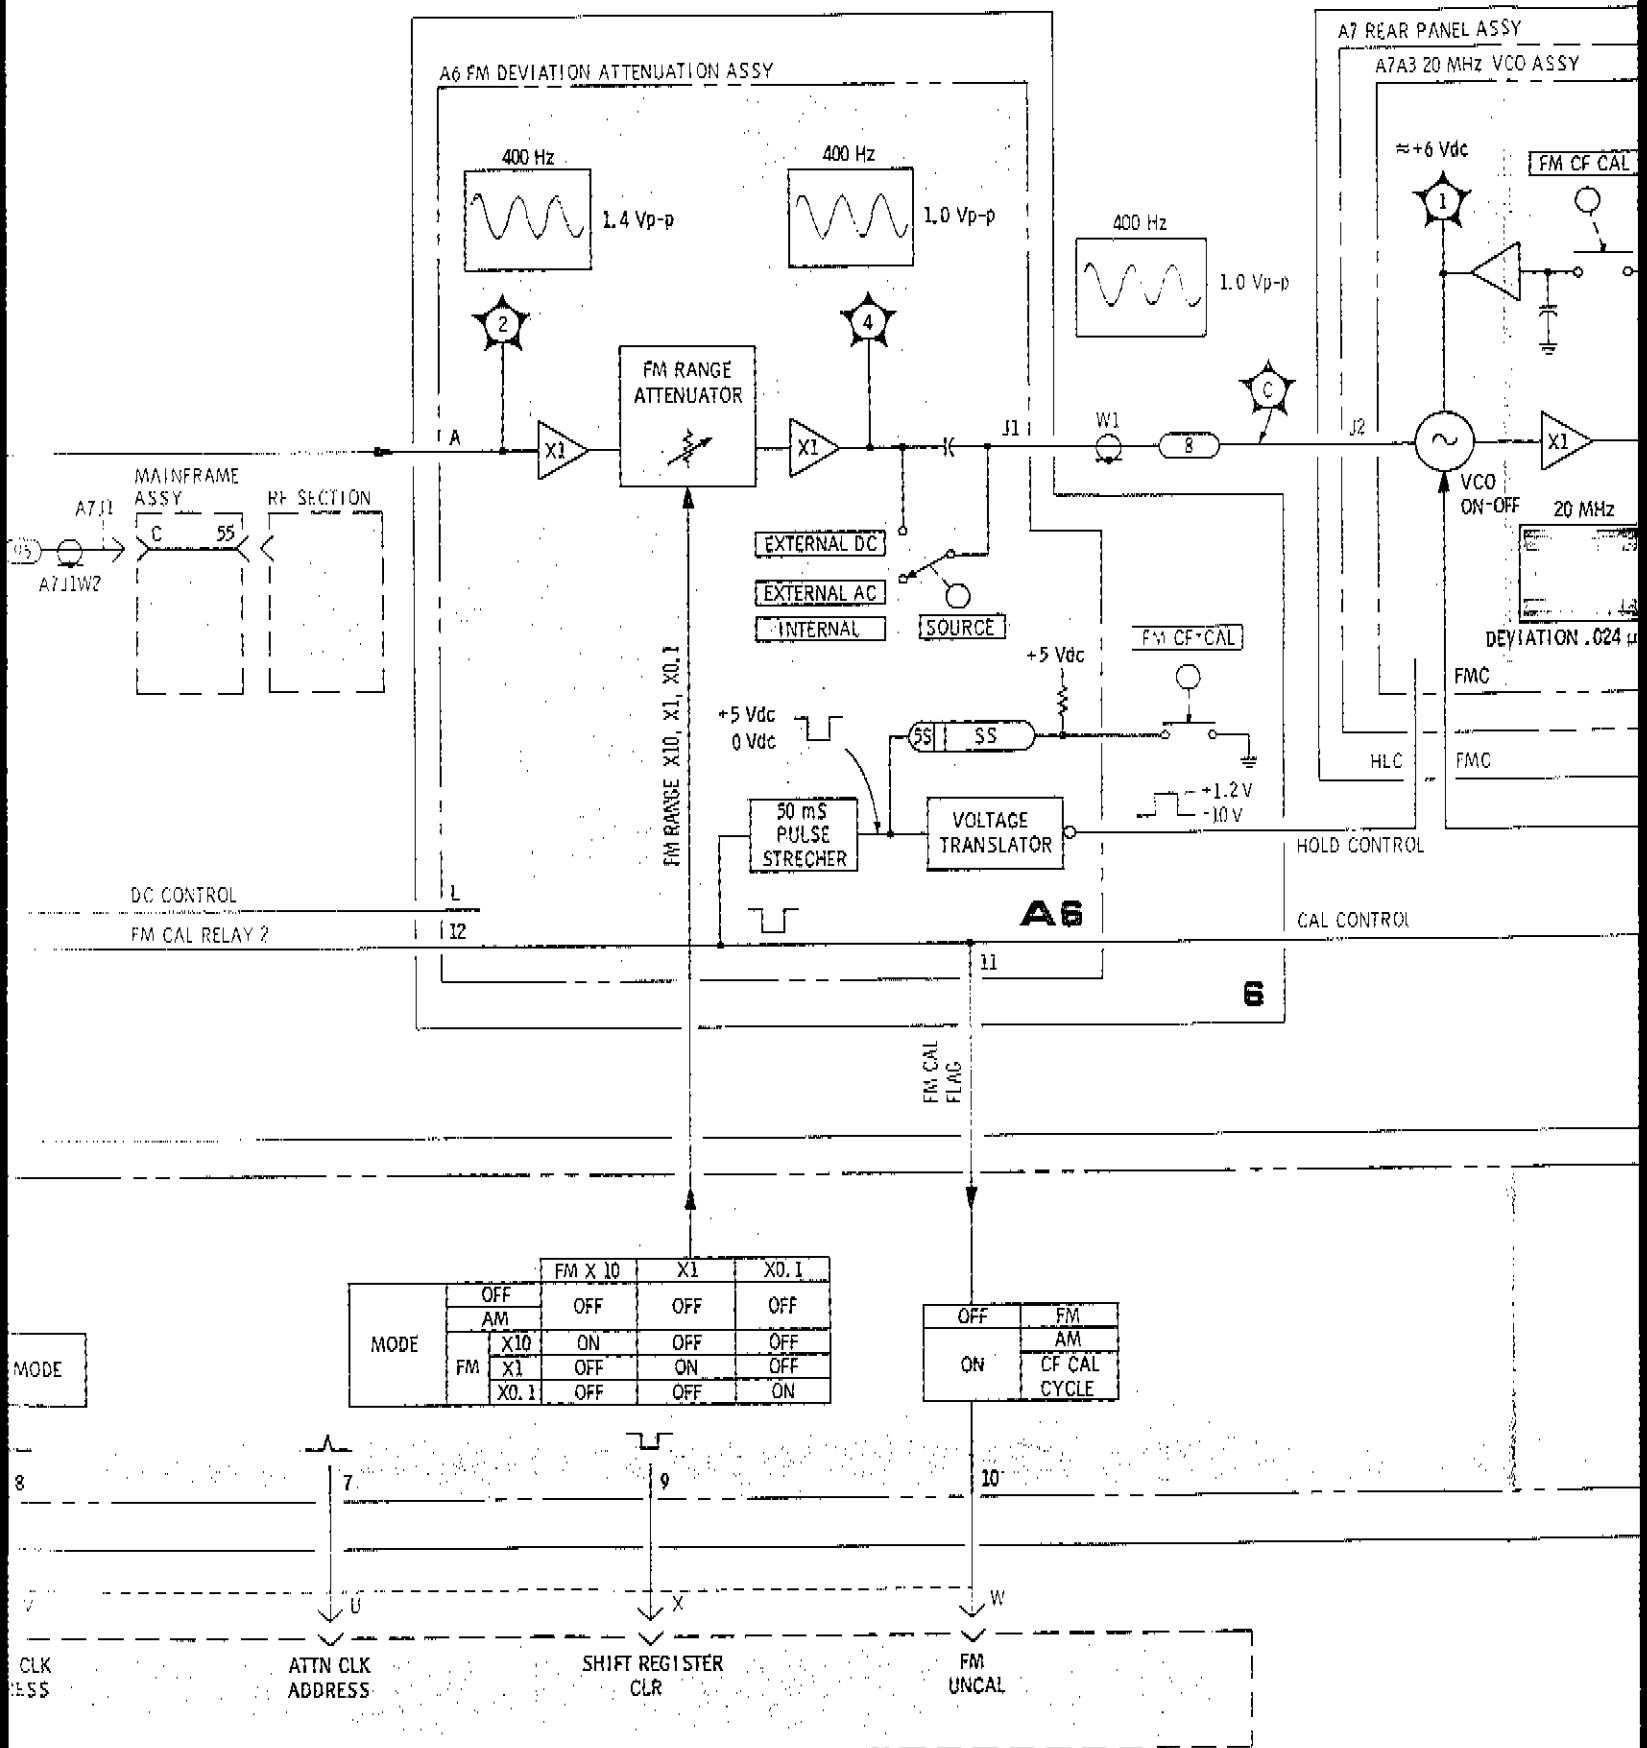 A7 REAR PANEL ASSY
A7A3 20 MHz VCO ASSY
A6 FM DEVIATION ATTENUATION ASSY
400 Hz
1.4 Vp-p
400 Hz
1.0 Vp-p
400 Hz
1.0 Vp-p
≈+6 Vdc
FM CF CAL
1
2
4
C
FM RANGE
ATTENUATOR
A
X1
X1
J1
W1
8
J2
X1
VCO
ON-OFF
20 MHz
DEVIATION .024 µ
MAINFRAME
ASSY
RF SECTION
A7J1
C 55
A7J1W2
EXTERNAL DC
EXTERNAL AC
INTERNAL
SOURCE
FM CF CAL
+5 Vdc
FM RANGE X10, X1, X0.1
+5 Vdc
0 Vdc
5S SS
FMC
HLC FMC
+1.2 V
-10 V
50 mS
PULSE
STRECHER
VOLTAGE
TRANSLATOR
HOLD CONTROL
DC CONTROL
L
A6
CAL CONTROL
FM CAL RELAY 2
12
11
6
FM CAL
FLAG
FM X 10 X1 X0.1
MODE
OFF
AM
OFF OFF OFF
FM
X10 ON OFF OFF
X1 OFF ON OFF
X0.1 OFF OFF ON
OFF FM
ON
AM
CF CAL
CYCLE
MODE
8
7
9
10
V
U
X
W
CLK
ESS
ATTN CLK
ADDRESS
SHIFT REGISTER
CLR
FM
UNCAL